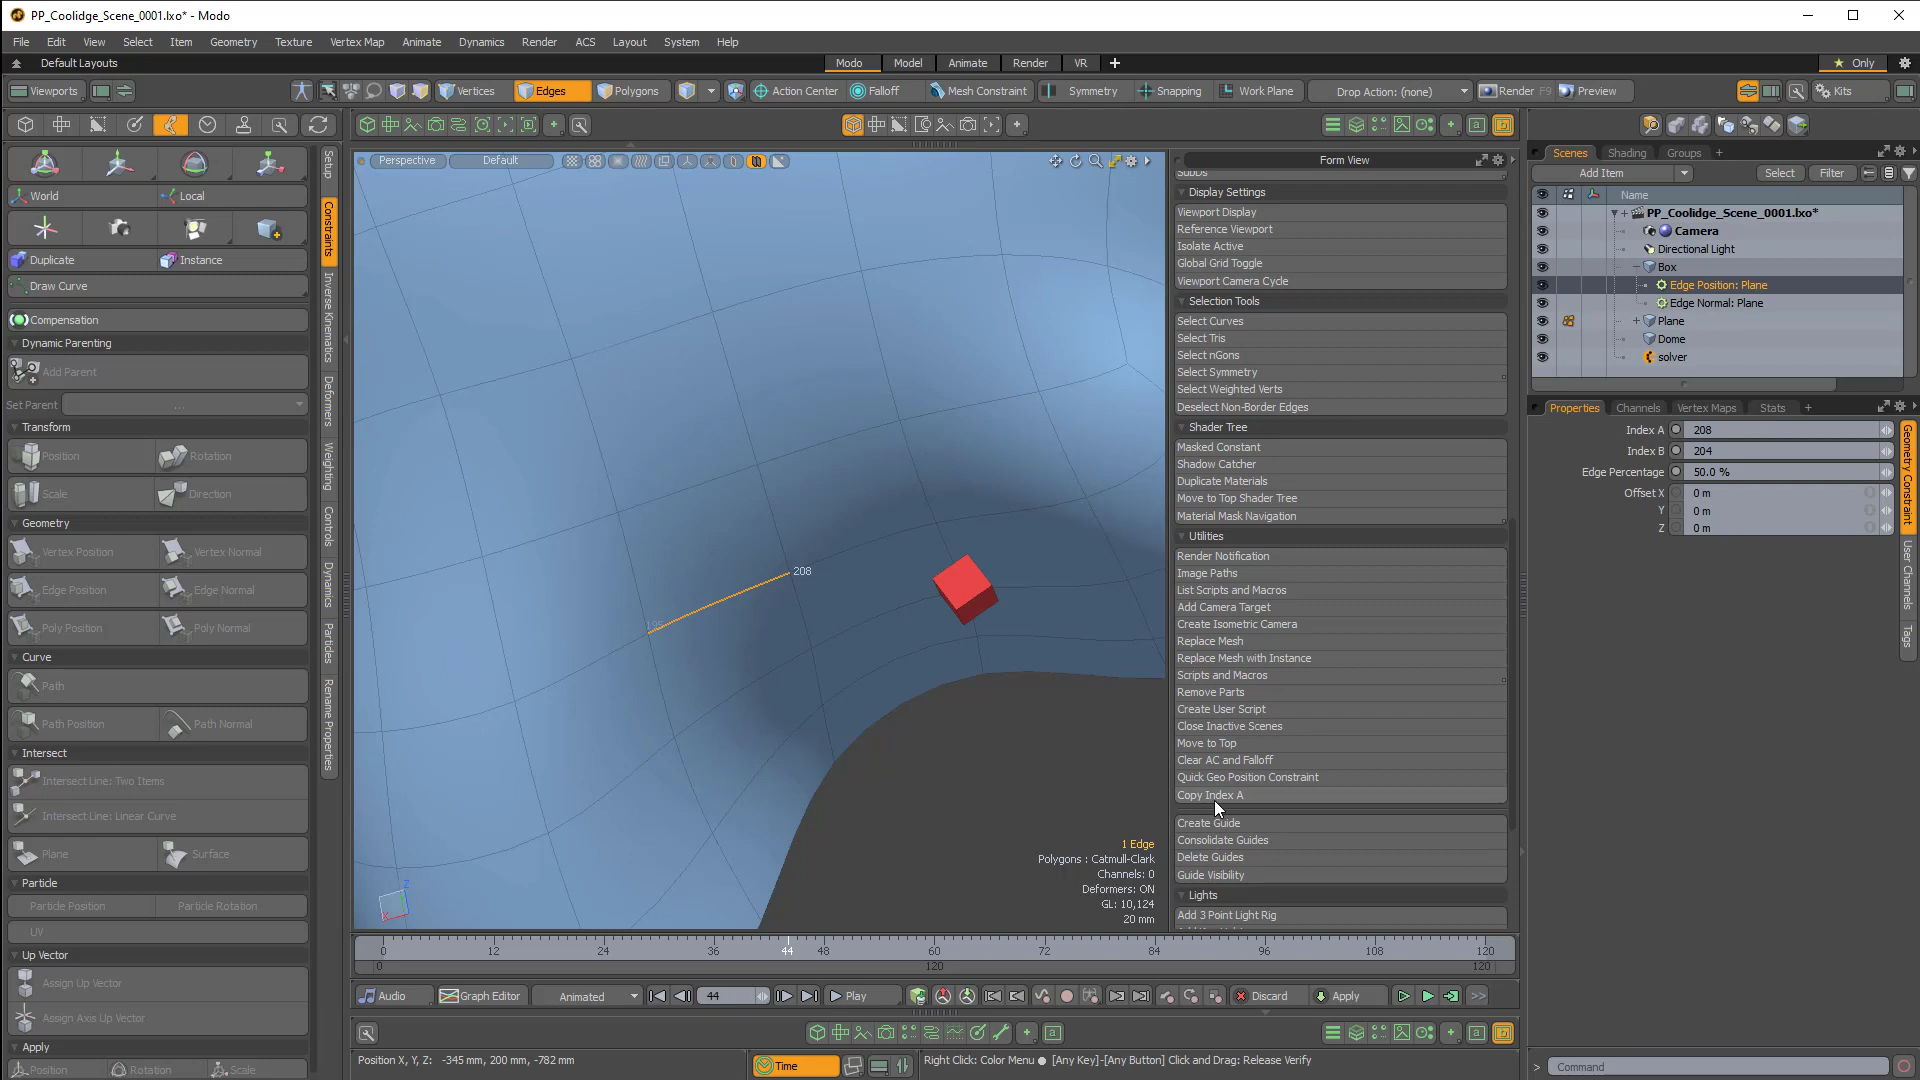 PP_Coolidge_Scene_0001.lxo* - Modo
File Edit View Select Item Geometry Texture Vertex Map Animate Dynamics Render ACS Layout System Help
Default Layouts
Modo Model Animate Render VR
Only
Viewports
Vertices Edges Polygons Action Center Falloff Mesh Constraint Symmetry Snapping Work Plane Drop Action: (none) Render F9 Preview Kits
World Local
Duplicate Instance
Draw Curve
Compensation
Dynamic Parenting
Add Parent
Set Parent ...
Transform
Position Rotation
Scale Direction
Geometry
Vertex Position Vertex Normal
Edge Position Edge Normal
Poly Position Poly Normal
Curve
Path
Path Position Path Normal
Intersect
Intersect Line: Two Items
Intersect Line: Linear Curve
Plane Surface
Particle
Particle Position Particle Rotation
UV
Up Vector
Assign Up Vector
Assign Axis Up Vector
Apply
Position Rotation Scale
Setup
Constraints
Inverse Kinematics
Deformers
Weighting
Controls
Dynamics
Particles
Rename Properties
Perspective Default
208
195
1 Edge
Polygons : Catmull-Clark
Channels: 0
Deformers: ON
GL: 10,124
20 mm
Z
X
Form View
SubDs
Display Settings
Viewport Display
Reference Viewport
Isolate Active
Global Grid Toggle
Viewport Camera Cycle
Selection Tools
Select Curves
Select Tris
Select nGons
Select Symmetry
Select Weighted Verts
Deselect Non-Border Edges
Shader Tree
Masked Constant
Shadow Catcher
Duplicate Materials
Move to Top Shader Tree
Material Mask Navigation
Utilities
Render Notification
Image Paths
List Scripts and Macros
Add Camera Target
Create Isometric Camera
Replace Mesh
Replace Mesh with Instance
Scripts and Macros
Remove Parts
Create User Script
Close Inactive Scenes
Move to Top
Clear AC and Falloff
Quick Geo Position Constraint
Copy Index A
Create Guide
Consolidate Guides
Delete Guides
Guide Visibility
Lights
Add 3 Point Light Rig
Scenes Shading Groups +
Add Item Select Filter
Name
PP_Coolidge_Scene_0001.lxo*
Camera
Directional Light
Box
Edge Position: Plane
Edge Normal: Plane
Plane
Dome
solver
Properties Channels Vertex Maps Stats +
Index A 208
Index B 204
Edge Percentage 50.0 %
Offset X 0 m
Y 0 m
Z 0 m
Geometry Constraint
User Channels
Tags
0 12 24 36 44 48 60 72 84 96 108 120
0 120 120
Audio Graph Editor Animated 44 Play Discard Apply >>
Position X, Y, Z: -345 mm, 200 mm, -782 mm
Time
Right Click: Color Menu ● [Any Key]-[Any Button] Click and Drag: Release Verify
> Command